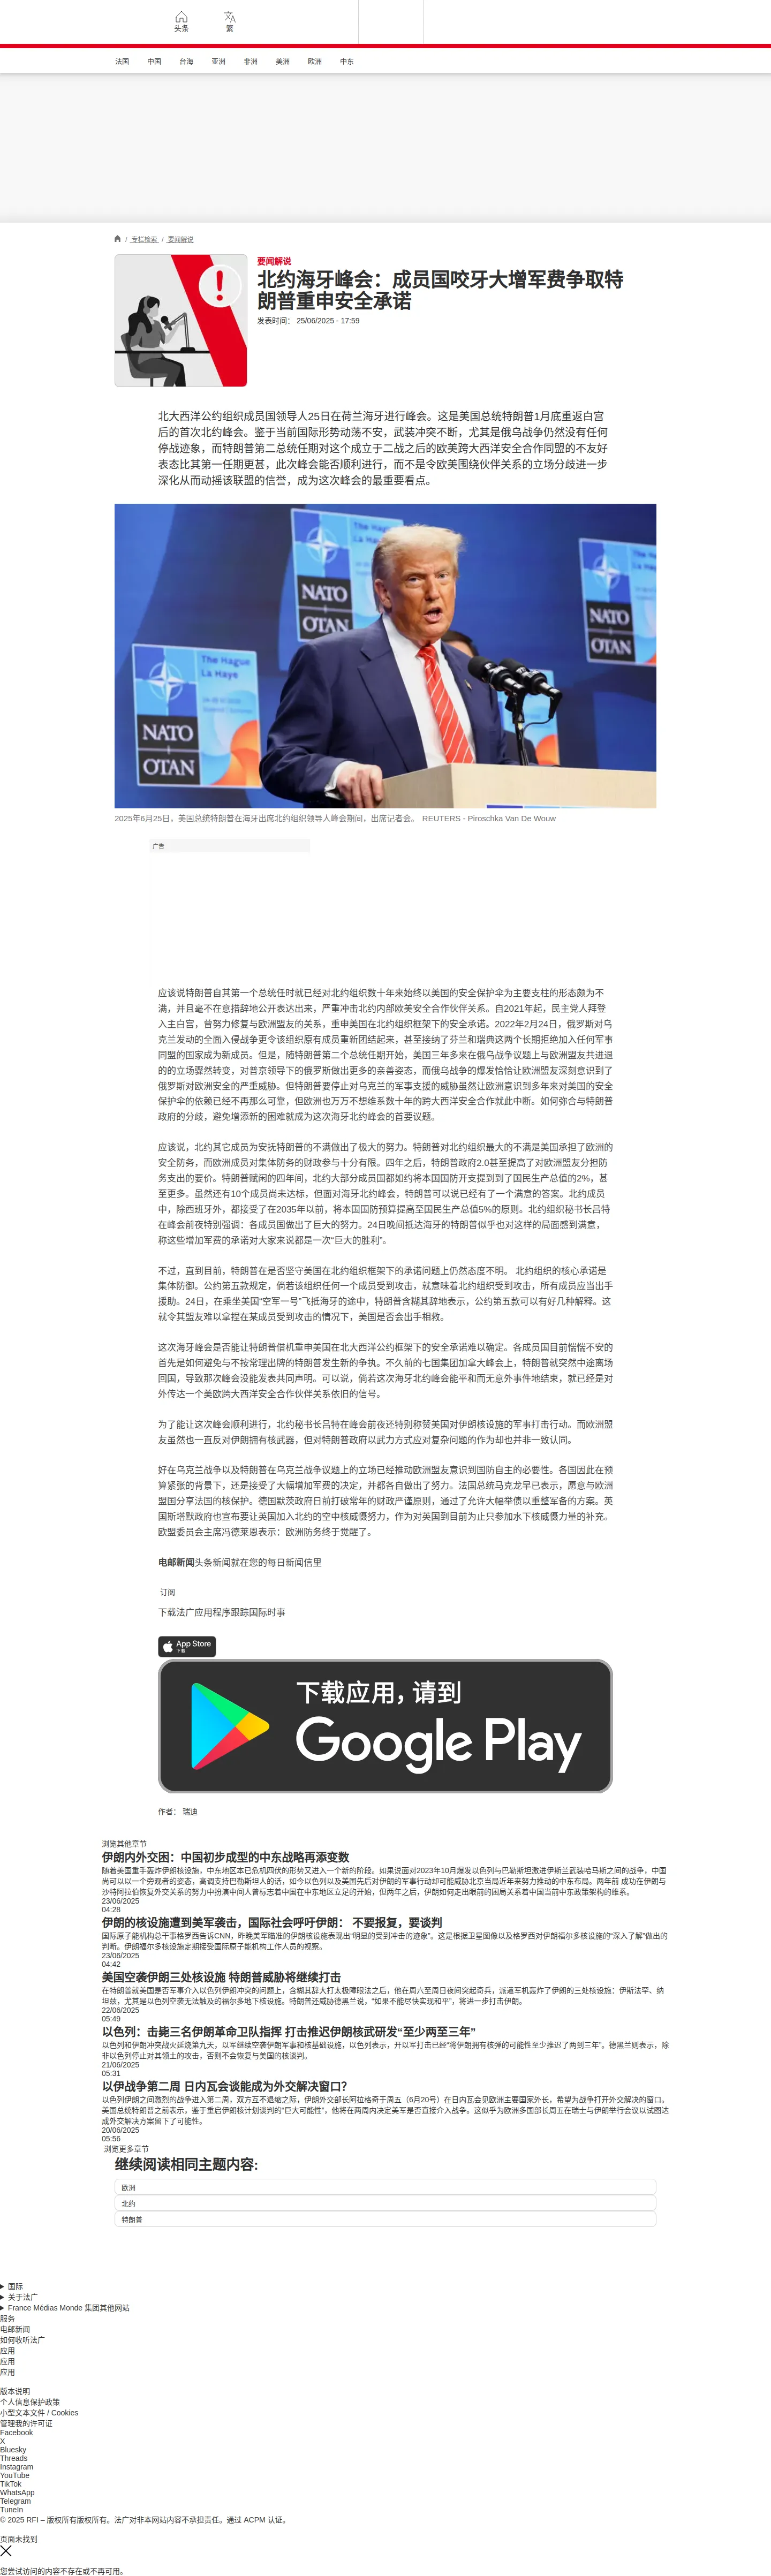 头条
繁
法国
中国
台海
亚洲
非洲
美洲
欧洲
中东
/ 专栏检索 / 要闻解说
要闻解说
北约海牙峰会：成员国咬牙大增军费争取特
朗普重申安全承诺
发表时间： 25/06/2025 - 17:59
北大西洋公约组织成员国领导人25日在荷兰海牙进行峰会。这是美国总统特朗普1月底重返白宫
后的首次北约峰会。鉴于当前国际形势动荡不安，武装冲突不断，尤其是俄乌战争仍然没有任何
停战迹象，而特朗普第二总统任期对这个成立于二战之后的欧美跨大西洋安全合作同盟的不友好
表态比其第一任期更甚，此次峰会能否顺利进行，而不是令欧美围绕伙伴关系的立场分歧进一步
深化从而动摇该联盟的信誉，成为这次峰会的最重要看点。
NATO
OTAN
NATO
OTAN
The Hague
La Haye
NATO
OTAN
2025年6月25日，美国总统特朗普在海牙出席北约组织领导人峰会期间，出席记者会。 REUTERS - Piroschka Van De Wouw
广告
应该说特朗普自其第一个总统任时就已经对北约组织数十年来始终以美国的安全保护伞为主要支柱的形态颇为不
满，并且毫不在意措辞地公开表达出来，严重冲击北约内部欧美安全合作伙伴关系。自2021年起，民主党人拜登
入主白宫，曾努力修复与欧洲盟友的关系，重申美国在北约组织框架下的安全承诺。2022年2月24日，俄罗斯对乌
克兰发动的全面入侵战争更令该组织原有成员重新团结起来，甚至接纳了芬兰和瑞典这两个长期拒绝加入任何军事
同盟的国家成为新成员。但是，随特朗普第二个总统任期开始，美国三年多来在俄乌战争议题上与欧洲盟友共进退
的的立场骤然转变，对普京领导下的俄罗斯做出更多的亲善姿态，而俄乌战争的爆发恰恰让欧洲盟友深刻意识到了
俄罗斯对欧洲安全的严重威胁。但特朗普要停止对乌克兰的军事支援的威胁虽然让欧洲意识到多年来对美国的安全
保护伞的依赖已经不再那么可靠，但欧洲也万万不想维系数十年的跨大西洋安全合作就此中断。如何弥合与特朗普
政府的分歧，避免增添新的困难就成为这次海牙北约峰会的首要议题。
应该说，北约其它成员为安抚特朗普的不满做出了极大的努力。特朗普对北约组织最大的不满是美国承担了欧洲的
安全防务，而欧洲成员对集体防务的财政参与十分有限。四年之后，特朗普政府2.0甚至提高了对欧洲盟友分担防
务支出的要价。特朗普赋闲的四年间，北约大部分成员国都如约将本国国防开支提到到了国民生产总值的2%，甚
至更多。虽然还有10个成员尚未达标，但面对海牙北约峰会，特朗普可以说已经有了一个满意的答案。北约成员
中，除西班牙外，都接受了在2035年以前，将本国国防预算提高至国民生产总值5%的原则。北约组织秘书长吕特
在峰会前夜特别强调：各成员国做出了巨大的努力。24日晚间抵达海牙的特朗普似乎也对这样的局面感到满意，
称这些增加军费的承诺对大家来说都是一次“巨大的胜利”。
不过，直到目前，特朗普在是否坚守美国在北约组织框架下的承诺问题上仍然态度不明。 北约组织的核心承诺是
集体防御。公约第五款规定，倘若该组织任何一个成员受到攻击，就意味着北约组织受到攻击，所有成员应当出手
援助。24日，在乘坐美国“空军一号”飞抵海牙的途中，特朗普含糊其辞地表示，公约第五款可以有好几种解释。这
就令其盟友难以拿捏在某成员受到攻击的情况下，美国是否会出手相救。
这次海牙峰会是否能让特朗普借机重申美国在北大西洋公约框架下的安全承诺难以确定。各成员国目前惴惴不安的
首先是如何避免与不按常理出牌的特朗普发生新的争执。不久前的七国集团加拿大峰会上，特朗普就突然中途离场
回国，导致那次峰会没能发表共同声明。可以说，倘若这次海牙北约峰会能平和而无意外事件地结束，就已经是对
外传达一个美欧跨大西洋安全合作伙伴关系依旧的信号。
为了能让这次峰会顺利进行，北约秘书长吕特在峰会前夜还特别称赞美国对伊朗核设施的军事打击行动。而欧洲盟
友虽然也一直反对伊朗拥有核武器，但对特朗普政府以武力方式应对复杂问题的作为却也并非一致认同。
好在乌克兰战争以及特朗普在乌克兰战争议题上的立场已经推动欧洲盟友意识到国防自主的必要性。各国因此在预
算紧张的背景下，还是接受了大幅增加军费的决定，并都各自做出了努力。法国总统马克龙早已表示，愿意与欧洲
盟国分享法国的核保护。德国默茨政府日前打破常年的财政严谨原则，通过了允许大幅举债以重整军备的方案。英
国斯塔默政府也宣布要让英国加入北约的空中核威慑努力，作为对英国到目前为止只参加水下核威慑力量的补充。
欧盟委员会主席冯德莱恩表示：欧洲防务终于觉醒了。
电邮新闻头条新闻就在您的每日新闻信里
订阅
下载法广应用程序跟踪国际时事
App Store
下载
下载应用，请到
Google Play
作者： 瑞迪
浏览其他章节
伊朗内外交困：中国初步成型的中东战略再添变数
随着美国重手轰炸伊朗核设施，中东地区本已危机四伏的形势又进入一个新的阶段。如果说面对2023年10月爆发以色列与巴勒斯坦激进伊斯兰武装哈马斯之间的战争，中国
尚可以以一个旁观者的姿态，高调支持巴勒斯坦人的话，如今以色列以及美国先后对伊朗的军事行动却可能威胁北京当局近年来努力推动的中东布局。两年前 成功在伊朗与
沙特阿拉伯恢复外交关系的努力中扮演中间人曾标志着中国在中东地区立足的开始，但两年之后，伊朗如何走出眼前的困局关系着中国当前中东政策架构的维系。
23/06/2025
04:28
伊朗的核设施遭到美军袭击，国际社会呼吁伊朗： 不要报复，要谈判
国际原子能机构总干事格罗西告诉CNN，昨晚美军瞄准的伊朗核设施表现出“明显的受到冲击的迹象”。这是根据卫星图像以及格罗西对伊朗福尔多核设施的“深入了解”做出的
判断。伊朗福尔多核设施定期接受国际原子能机构工作人员的视察。
23/06/2025
04:42
美国空袭伊朗三处核设施 特朗普威胁将继续打击
在特朗普就美国是否军事介入以色列伊朗冲突的问题上，含糊其辞大打太极障眼法之后，他在周六至周日夜间突起奇兵，派遣军机轰炸了伊朗的三处核设施：伊斯法罕、纳
坦兹，尤其是以色列空袭无法触及的福尔多地下核设施。特朗普还威胁德黑兰说，“如果不能尽快实现和平”，将进一步打击伊朗。
22/06/2025
05:49
以色列：击毙三名伊朗革命卫队指挥 打击推迟伊朗核武研发“至少两至三年”
以色列和伊朗冲突战火延烧第九天，以军继续空袭伊朗军事和核基础设施，以色列表示，开以军打击已经“将伊朗拥有核弹的可能性至少推迟了两到三年”。德黑兰则表示，除
非以色列停止对其领土的攻击，否则不会恢复与美国的核谈判。
21/06/2025
05:31
以伊战争第二周 日内瓦会谈能成为外交解决窗口?
以色列伊朗之间激烈的战争进入第二周，双方互不退缩之际，伊朗外交部长阿拉格奇于周五（6月20号）在日内瓦会见欧洲主要国家外长，希望为战争打开外交解决的窗口。
美国总统特朗普之前表示，鉴于重启伊朗核计划谈判的“巨大可能性”，他将在两周内决定美军是否直接介入战争。这似乎为欧洲多国部长周五在瑞士与伊朗举行会议以试图达
成外交解决方案留下了可能性。
20/06/2025
05:56
浏览更多章节
继续阅读相同主题内容:
欧洲
北约
特朗普
国际
关于法广
France Médias Monde 集团其他网站
服务
电邮新闻
如何收听法广
应用
应用
应用
版本说明
个人信息保护政策
小型文本文件 / Cookies
管理我的许可证
Facebook
X
Bluesky
Threads
Instagram
YouTube
TikTok
WhatsApp
Telegram
TuneIn
© 2025 RFI – 版权所有版权所有。法广对非本网站内容不承担责任。通过 ACPM 认证。
页面未找到
您尝试访问的内容不存在或不再可用。